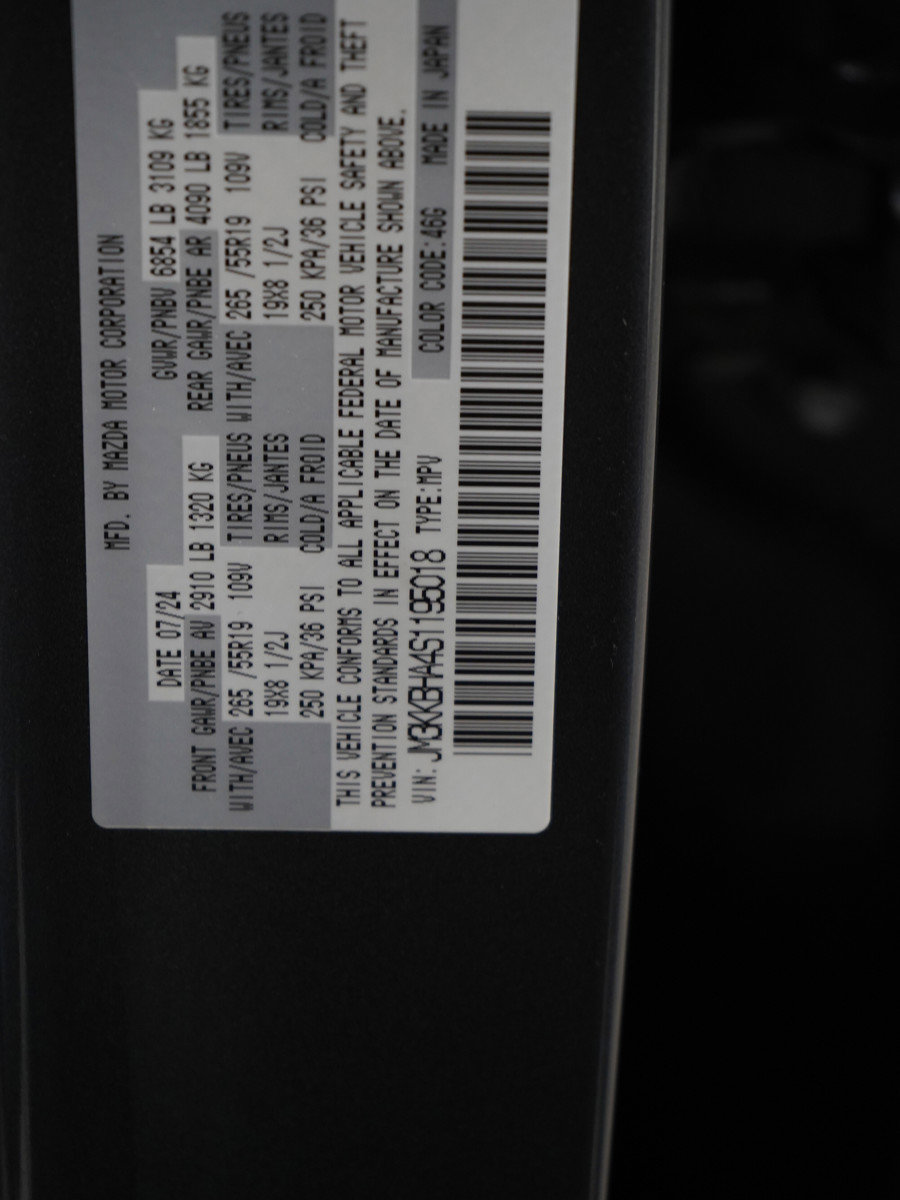 MFD. BY MAZDA MOTOR CORPORATION
DATE 07/24 GVWR/PNBV 6854 LB 3109 KG
FRONT GAWR/PNBE AV 2910 LB 1320 KG REAR GAWR/PNBE AR 4090 LB 1855 KG
WITH/AVEC 265 /55R19 109V TIRES/PNEUS WITH/AVEC 265 /55R19 109V TIRES/PNEUS
19X8 1/2J RIMS/JANTES 19X8 1/2J RIMS/JANTES
250 KPA/36 PSI COLD/A FROID 250 KPA/36 PSI COLD/A FROID
THIS VEHICLE CONFORMS TO ALL APPLICABLE FEDERAL MOTOR VEHICLE SAFETY AND THEFT
PREVENTION STANDARDS IN EFFECT ON THE DATE OF MANUFACTURE SHOWN ABOVE.
VIN: JM3KKBHA4S1195018 TYPE:MPV COLOR CODE:46G MADE IN JAPAN